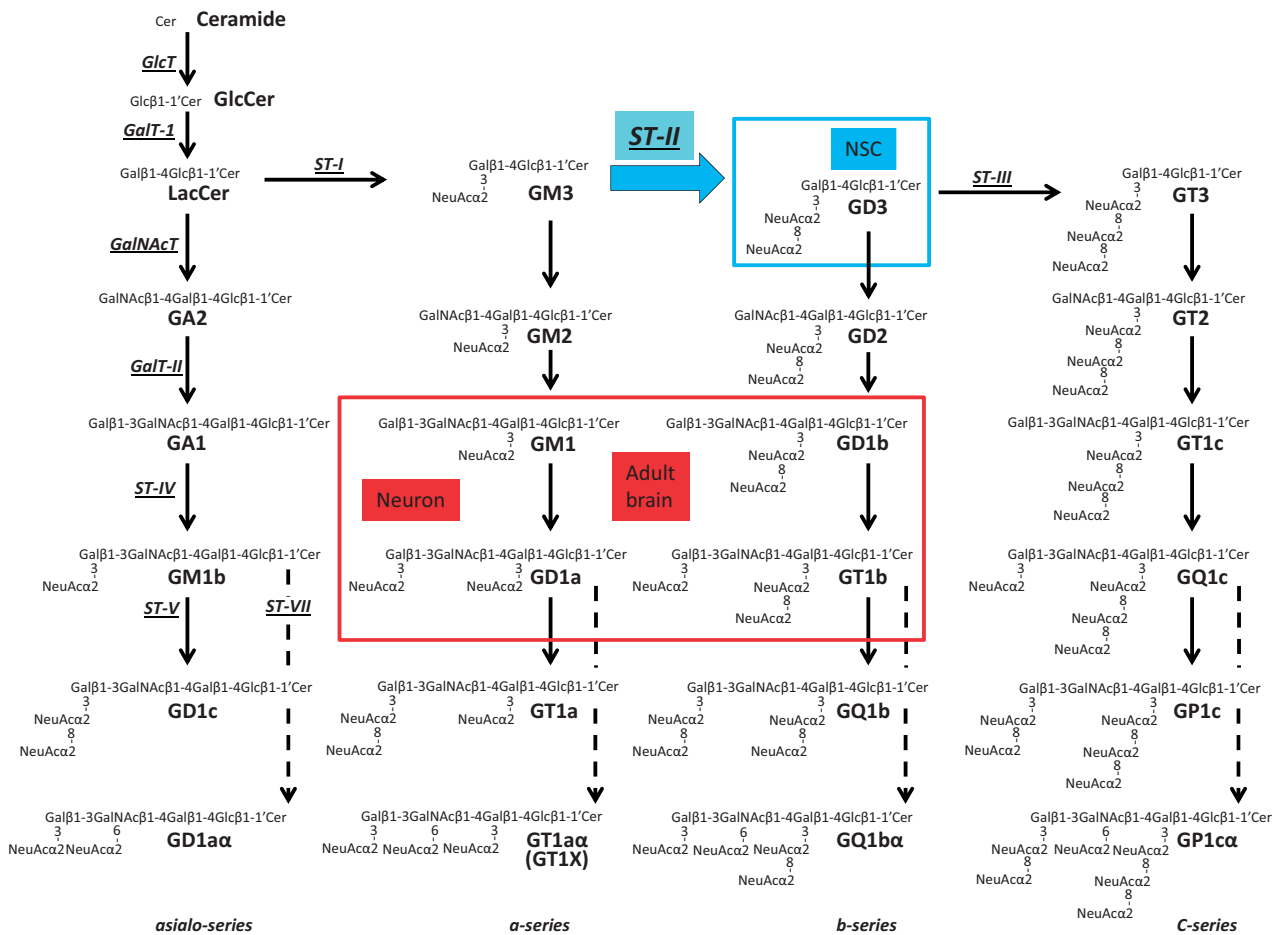 Cer Ceramide
GlcT
Glcβ1-1'Cer GlcCer
GalT-1
ST-II
NSC
Galβ1-4Glcβ1-1'Cer
LacCer
ST-I
Galβ1-4Glcβ1-1'Cer
3
NeuAcα2
GM3
Galβ1-4Glcβ1-1'Cer
3
NeuAcα2
8
NeuAcα2
GD3
ST-III
Galβ1-4Glcβ1-1'Cer
3
NeuAcα2
8
NeuAcα2
8
NeuAcα2
GT3
GalNAcT
GalNAcβ1-4Galβ1-4Glcβ1-1'Cer
GA2
GalNAcβ1-4Galβ1-4Glcβ1-1'Cer
3
NeuAcα2
GM2
GalNAcβ1-4Galβ1-4Glcβ1-1'Cer
3
NeuAcα2
8
NeuAcα2
GD2
GalNAcβ1-4Galβ1-4Glcβ1-1'Cer
3
NeuAcα2
8
NeuAcα2
8
NeuAcα2
GT2
GalT-II
Galβ1-3GalNAcβ1-4Galβ1-4Glcβ1-1'Cer
GA1
Galβ1-3GalNAcβ1-4Galβ1-4Glcβ1-1'Cer
3
NeuAcα2
GM1
Galβ1-3GalNAcβ1-4Galβ1-4Glcβ1-1'Cer
3
NeuAcα2
8
NeuAcα2
GD1b
Galβ1-3GalNAcβ1-4Galβ1-4Glcβ1-1'Cer
3
NeuAcα2
8
NeuAcα2
8
NeuAcα2
GT1c
ST-IV
Neuron
Adult
brain
Galβ1-3GalNAcβ1-4Galβ1-4Glcβ1-1'Cer
3
NeuAcα2
GM1b
Galβ1-3GalNAcβ1-4Galβ1-4Glcβ1-1'Cer
3 3
NeuAcα2 NeuAcα2
GD1a
Galβ1-3GalNAcβ1-4Galβ1-4Glcβ1-1'Cer
3 3
NeuAcα2 NeuAcα2
8
NeuAcα2
GT1b
Galβ1-3GalNAcβ1-4Galβ1-4Glcβ1-1'Cer
3 3
NeuAcα2 NeuAcα2
8
NeuAcα2
8
NeuAcα2
GQ1c
ST-V
ST-VII
Galβ1-3GalNAcβ1-4Galβ1-4Glcβ1-1'Cer
3
NeuAcα2
8
NeuAcα2
GD1c
Galβ1-3GalNAcβ1-4Galβ1-4Glcβ1-1'Cer
3 3
NeuAcα2 NeuAcα2
8
NeuAcα2
GT1a
Galβ1-3GalNAcβ1-4Galβ1-4Glcβ1-1'Cer
3 3
NeuAcα2 NeuAcα2
8 8
NeuAcα2 NeuAcα2
GQ1b
Galβ1-3GalNAcβ1-4Galβ1-4Glcβ1-1'Cer
3 3
NeuAcα2 NeuAcα2
8 8
NeuAcα2 NeuAcα2
8
NeuAcα2
GP1c
Galβ1-3GalNAcβ1-4Galβ1-4Glcβ1-1'Cer
3 6
NeuAcα2 NeuAcα2
GD1aα
Galβ1-3GalNAcβ1-4Galβ1-4Glcβ1-1'Cer
3 6 3
NeuAcα2 NeuAcα2 NeuAcα2
GT1aα
(GT1X)
Galβ1-3GalNAcβ1-4Galβ1-4Glcβ1-1'Cer
3 6 3
NeuAcα2 NeuAcα2 NeuAcα2
8
NeuAcα2
GQ1bα
Galβ1-3GalNAcβ1-4Galβ1-4Glcβ1-1'Cer
3 6 3
NeuAcα2 NeuAcα2 NeuAcα2
8 8
NeuAcα2 NeuAcα2
8
NeuAcα2
GP1cα
asialo-series a-series b-series C-series